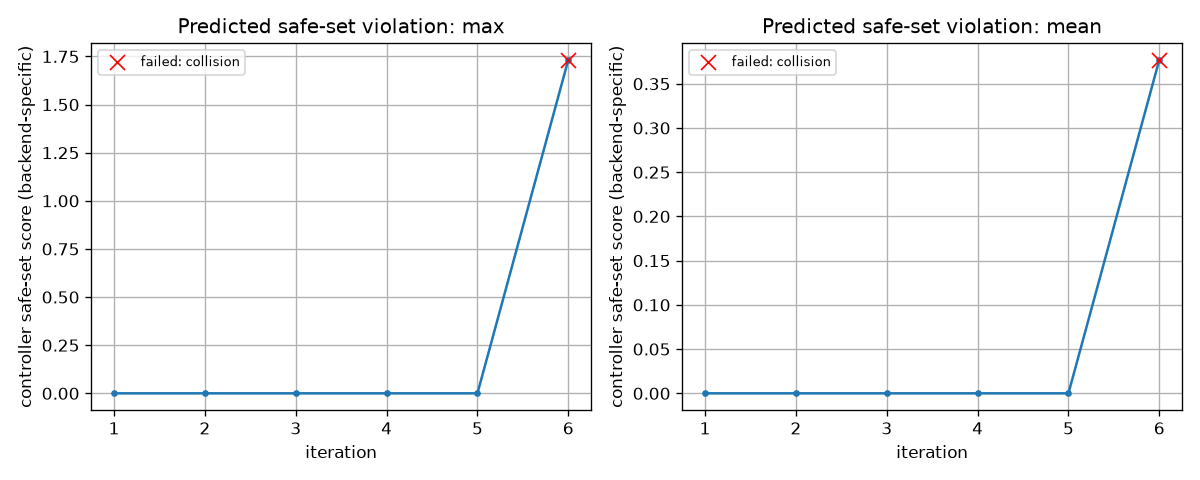 Predicted safe-set violation: max
controller safe-set score (backend-specific)
1.75
1.50
1.25
1.00
0.75
0.50
0.25
0.00
failed: collision
1 2 3 4 5 6
iteration
Predicted safe-set violation: mean
controller safe-set score (backend-specific)
0.35
0.30
0.25
0.20
0.15
0.10
0.05
0.00
failed: collision
1 2 3 4 5 6
iteration